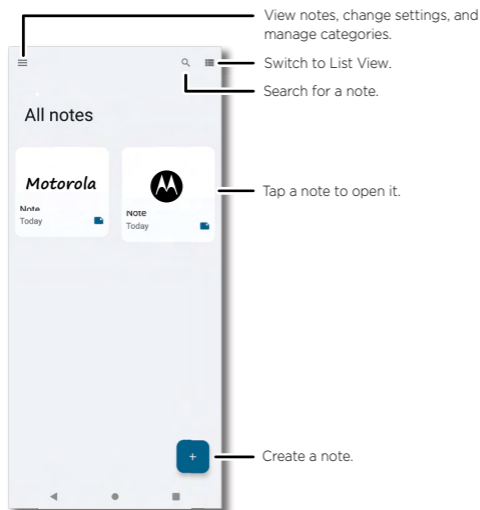 View notes, change settings, and
manage categories.
Switch to List View.
Search for a note.
All notes
Motorola
Note
Today
Note
Today
Tap a note to open it.
+
Create a note.